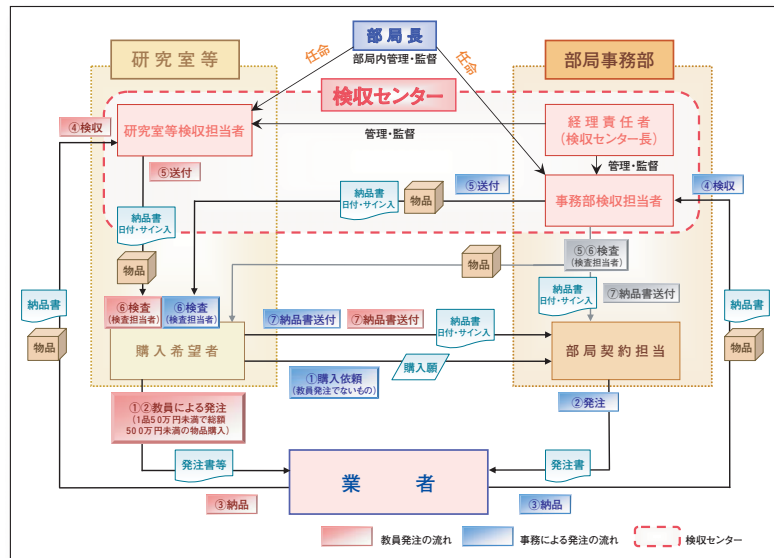 部局長
部局内管理・監督
任命
任命
研究室等
部局事務部
検収センター
研究室等検収担当者
経理責任者
(検収センター長)
管理・監督
管理・監督
事務部検収担当者
④検収
④検収
⑤送付
⑤送付
納品書
日付・サイン入
物品
納品書
日付・サイン入
物品
⑤⑥検査
(検査担当者)
物品
納品書
日付・サイン入
⑦納品書送付
納品書
物品
納品書
物品
⑥検査
(検査担当者)
⑥検査
(検査担当者)
⑦納品書送付
⑦納品書送付
納品書
日付・サイン入
購入希望者
部局契約担当
①購入依頼
(教員発注でないもの)
購入願
①②教員による発注
(1品50万円未満で総額
500万円未満の物品購入)
②発注
発注書等
発注書
業者
③納品
③納品
教員発注の流れ
事務による発注の流れ
検収センター